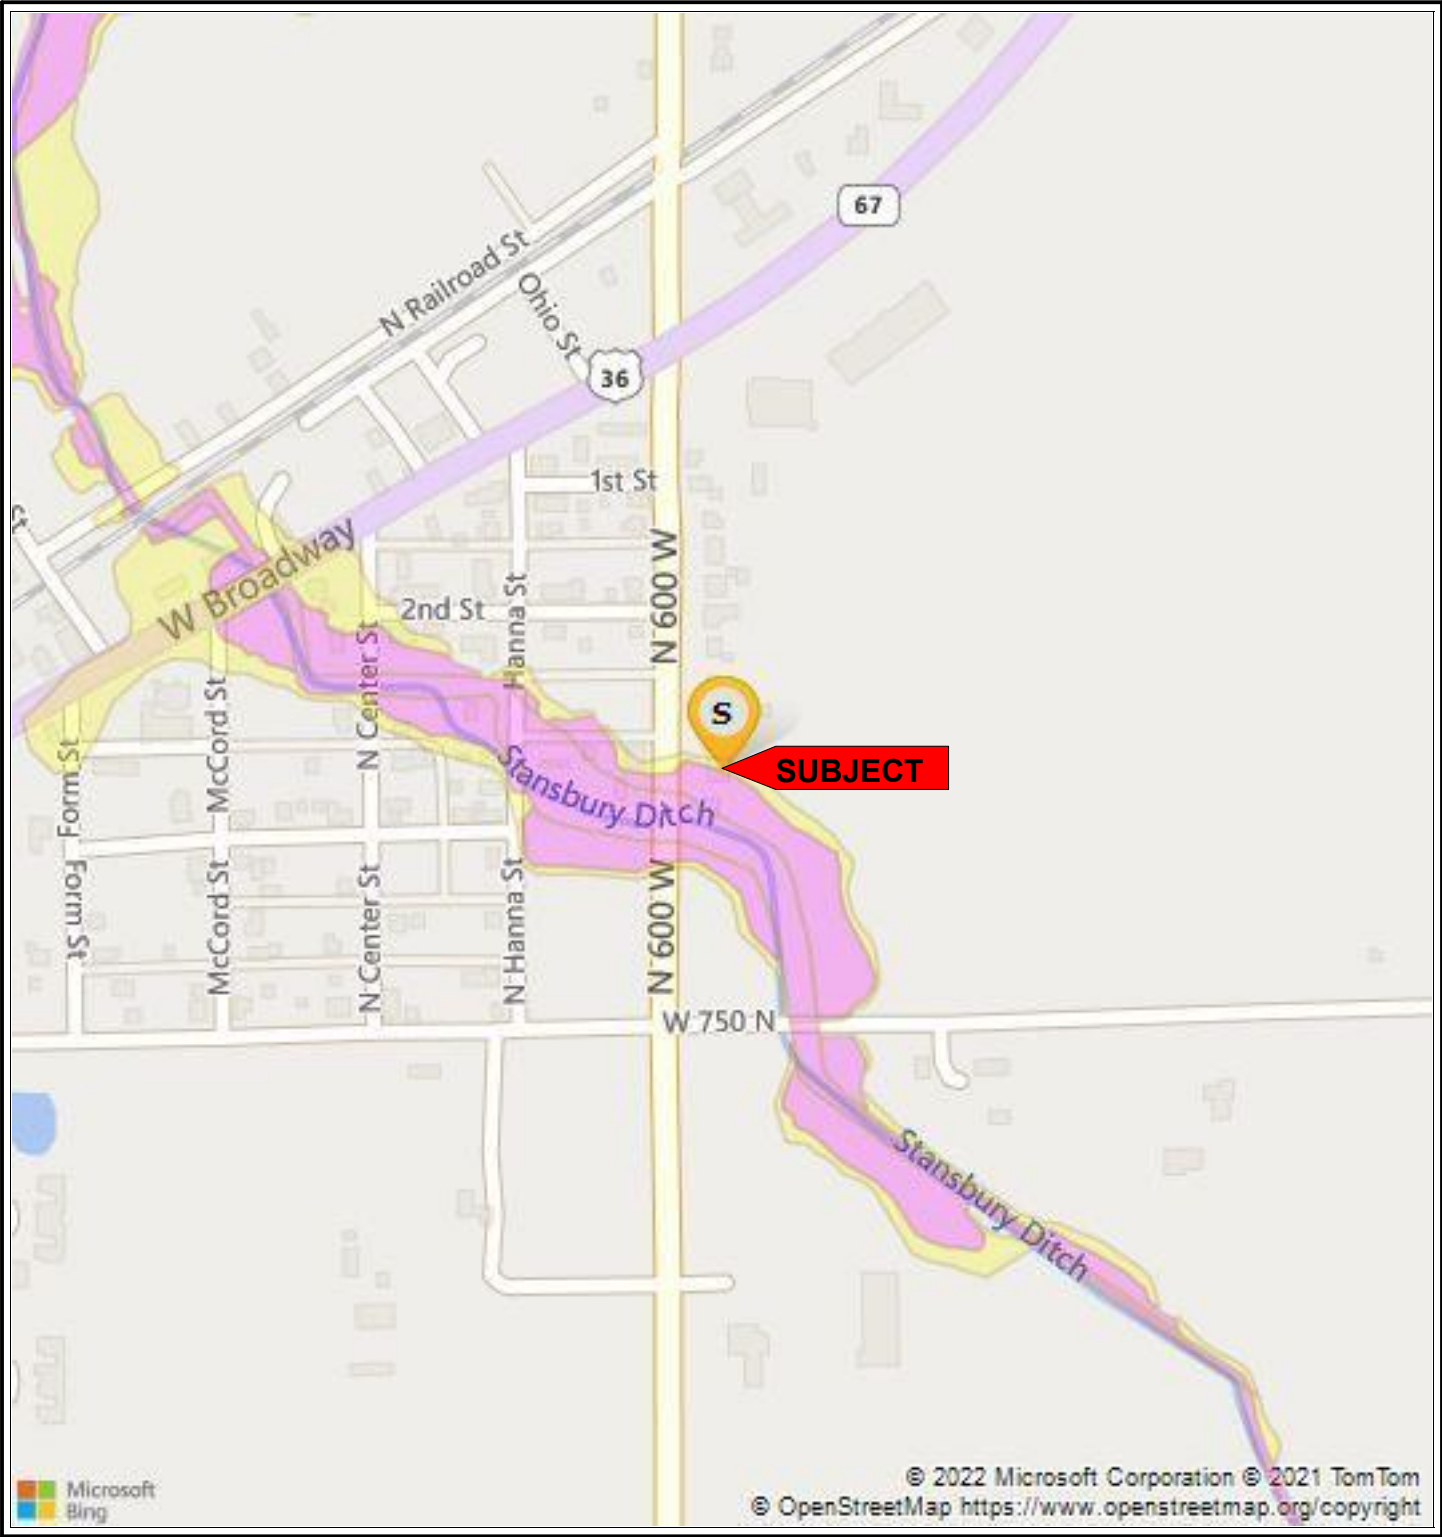 67
N Railroad St
Ohio St
36
1st St
St
W Broadway
N 600 W
2nd St
Hanna St
N Center St
McCord St
S
SUBJECT
Form St
Stansbury Ditch
Form St
McCord St
N Center St
N Hanna St
N 600 W
W 750 N
Stansbury Ditch
Microsoft
Bing
© 2022 Microsoft Corporation © 2021 TomTom
© OpenStreetMap https://www.openstreetmap.org/copyright